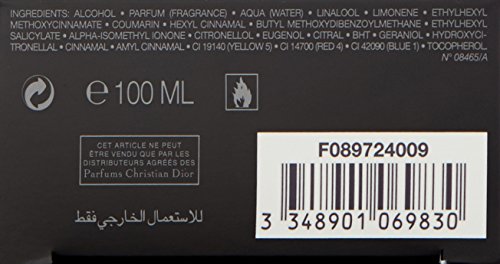 INGREDIENTS: ALCOHOL • PARFUM (FRAGRANCE) • AQUA (WATER) • LINALOOL • LIMONENE • ETHYLHEXYL
METHOXYCINNAMATE • COUMARIN • HEXYL CINNAMAL • BUTYL METHOXYDIBENZOYLMETHANE • ETHYLHEXYL
SALICYLATE • ALPHA-ISOMETHYL IONONE • CITRONELLOL • EUGENOL • CITRAL • BHT • GERANIOL • HYDROXYCI-
TRONELLAL • CINNAMAL • AMYL CINNAMAL • CI 19140 (YELLOW 5) • CI 14700 (RED 4) • CI 42090 (BLUE 1) • TOCOPHEROL.
N° 08465/A
℮ 100 ML
CET ARTICLE NE PEUT
ÊTRE VENDU QUE PAR LES
DISTRIBUTEURS AGRÉÉS DES
Parfums Christian Dior
للاستعمال الخارجي فقط
F089724009
3 348901 069830